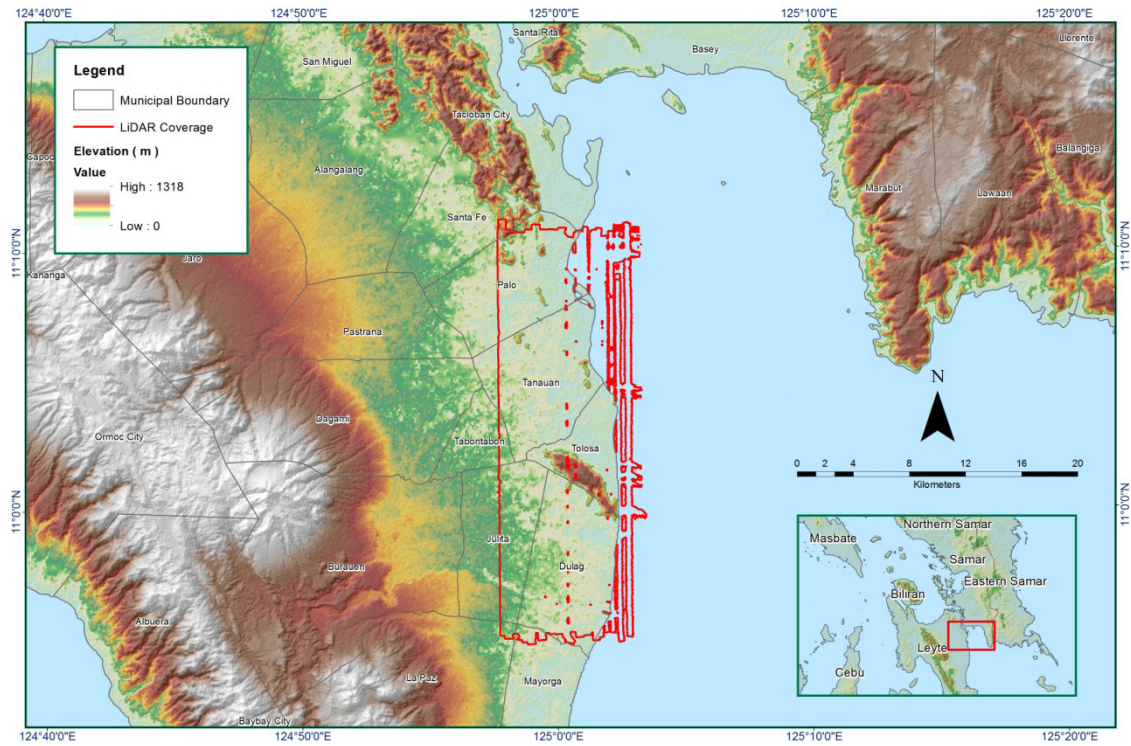 124°40'0"E
124°50'0"E
125°0'0"E
125°10'0"E
125°20'0"E
Legend
Municipal Boundary
LiDAR Coverage
Elevation ( m )
Value
High : 1318
Low : 0
Santa Rita
Basey
Llorente
San Miguel
Tacloban City
Balangiga
Capoo
Alangalang
Marabut
Lawaan
Santa Fe
11°10'0"N
11°10'0"N
Jaro
Kananga
Palo
Pastrana
N
Tanauan
Dagami
Ormoc City
Tabontabon
Tolosa
0 2 4 8 12 16 20
Kilometers
11°0'0"N
11°0'0"N
Julita
Dulag
Burauen
Albuera
La Paz
Mayorga
Baybay City
Northern Samar
Masbate
Samar
Eastern Samar
Biliran
Leyte
Cebu
124°40'0"E
124°50'0"E
125°0'0"E
125°10'0"E
125°20'0"E